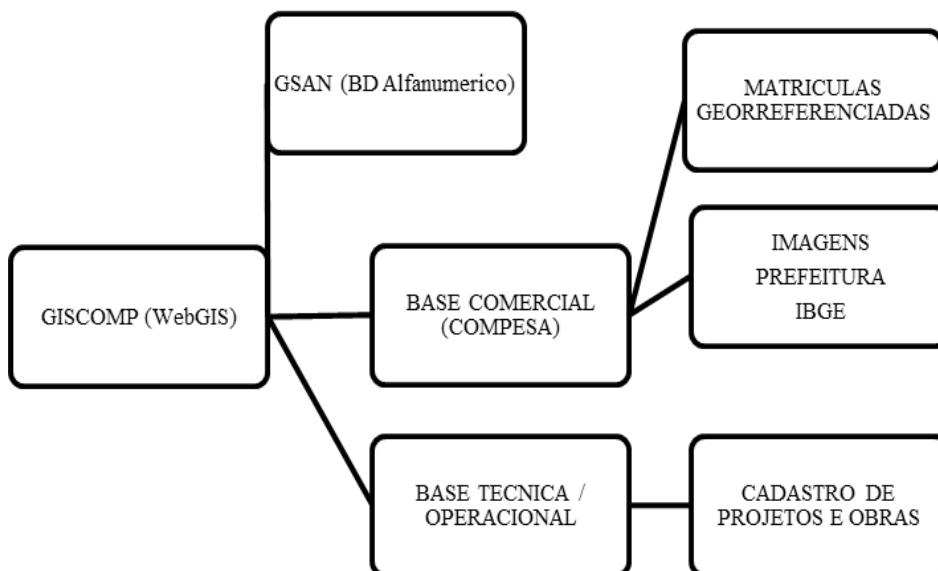 GSAN (BD Alfanumerico)
MATRICULAS
GEORREFERENCIADAS
GISCOMP (WebGIS)
BASE COMERCIAL
(COMPESA)
IMAGENS
PREFEITURA
IBGE
BASE TECNICA /
OPERACIONAL
CADASTRO DE
PROJETOS E OBRAS